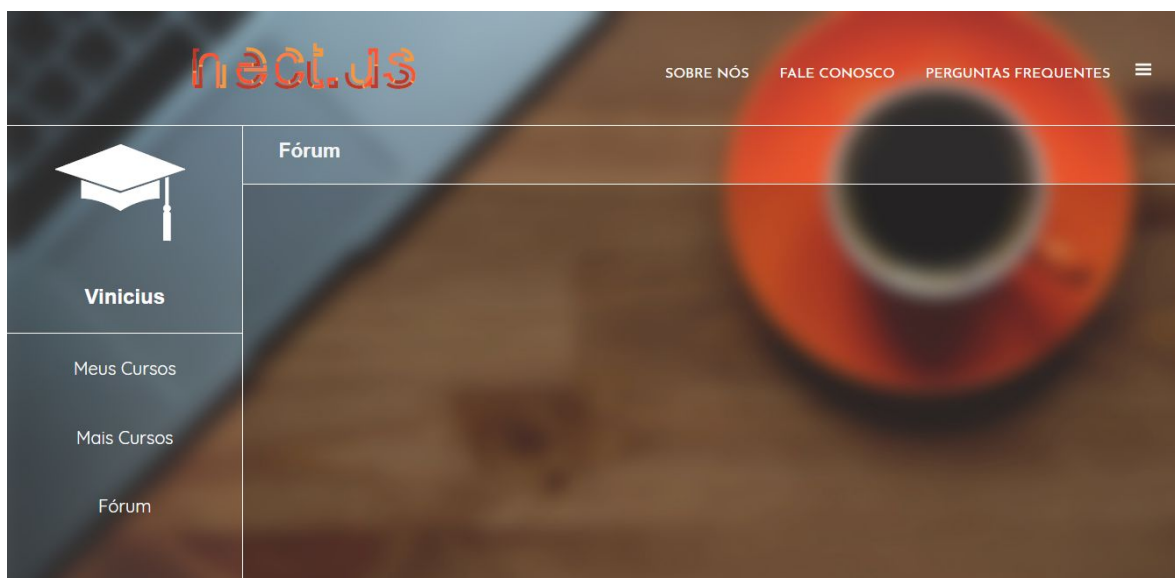 nect.us
SOBRE NÓS FALE CONOSCO PERGUNTAS FREQUENTES
Fórum
Vinicius
Meus Cursos
Mais Cursos
Fórum